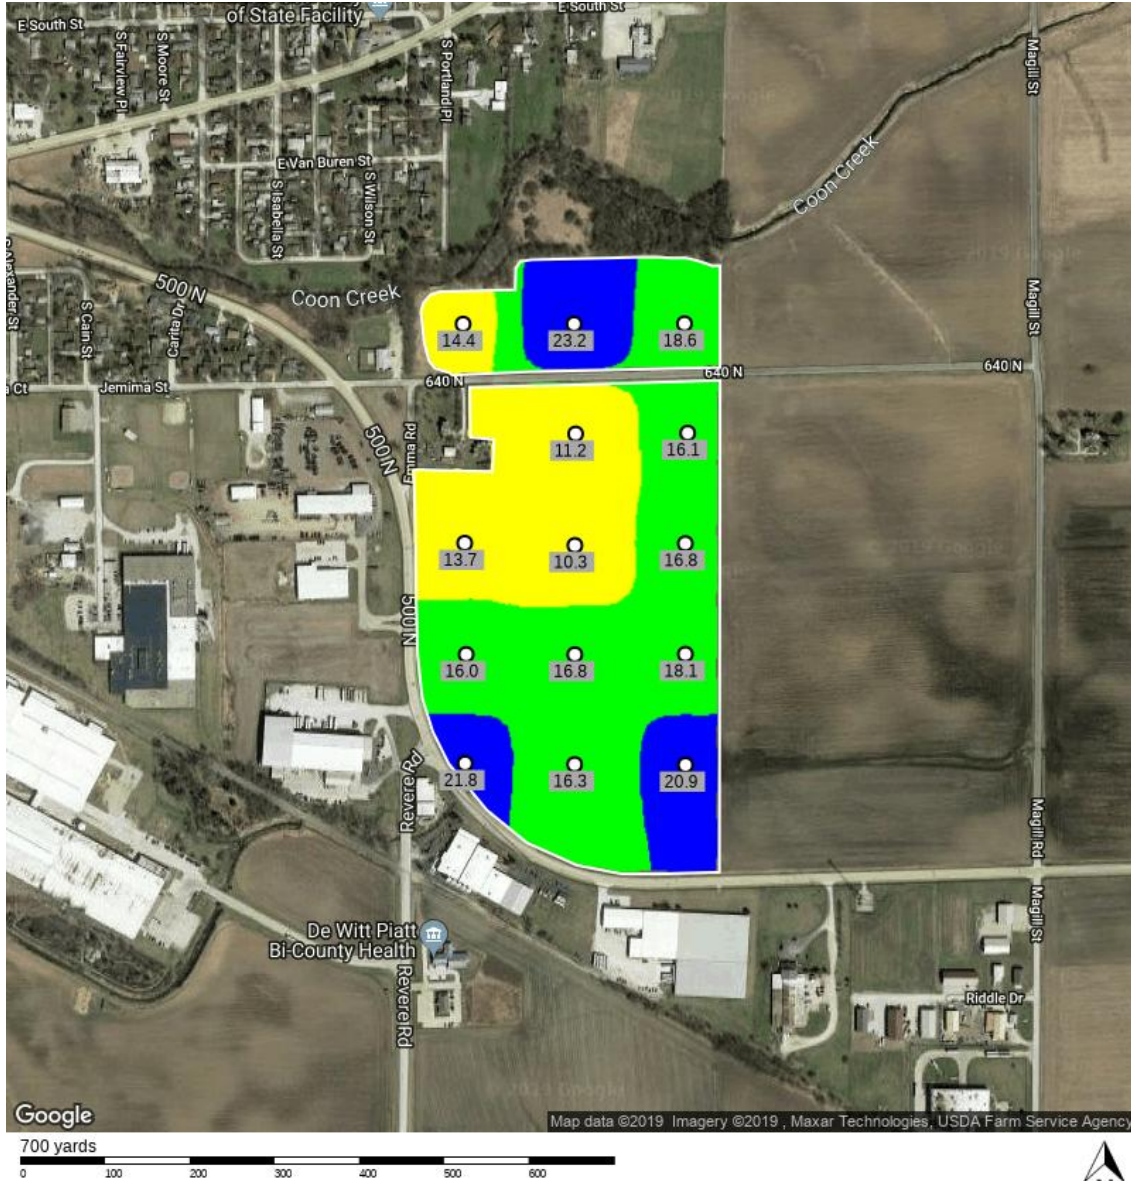 of State Facility
E South St
E South St
S Fairview Pl
S Moore St
S Portland Pl
Magill St
E Van Buren St
S Isabella St
S Wilson St
Coon Creek
500 N
Coon Creek
S Cain St
Carita Dr
Magill St
14.4
23.2
18.6
640 N
640 N
640 N
Jemima St
500 N
Emma Rd
11.2
16.1
13.7
10.3
16.8
500 N
16.0
16.8
18.1
21.8
16.3
20.9
Revere Rd
Magill Rd
Magill St
De Witt Piatt
Bi-County Health
Revere Rd
Riddle Dr
Google
Map data ©2019 Imagery ©2019 , Maxar Technologies, USDA Farm Service Agency
700 yards
0 100 200 300 400 500 600